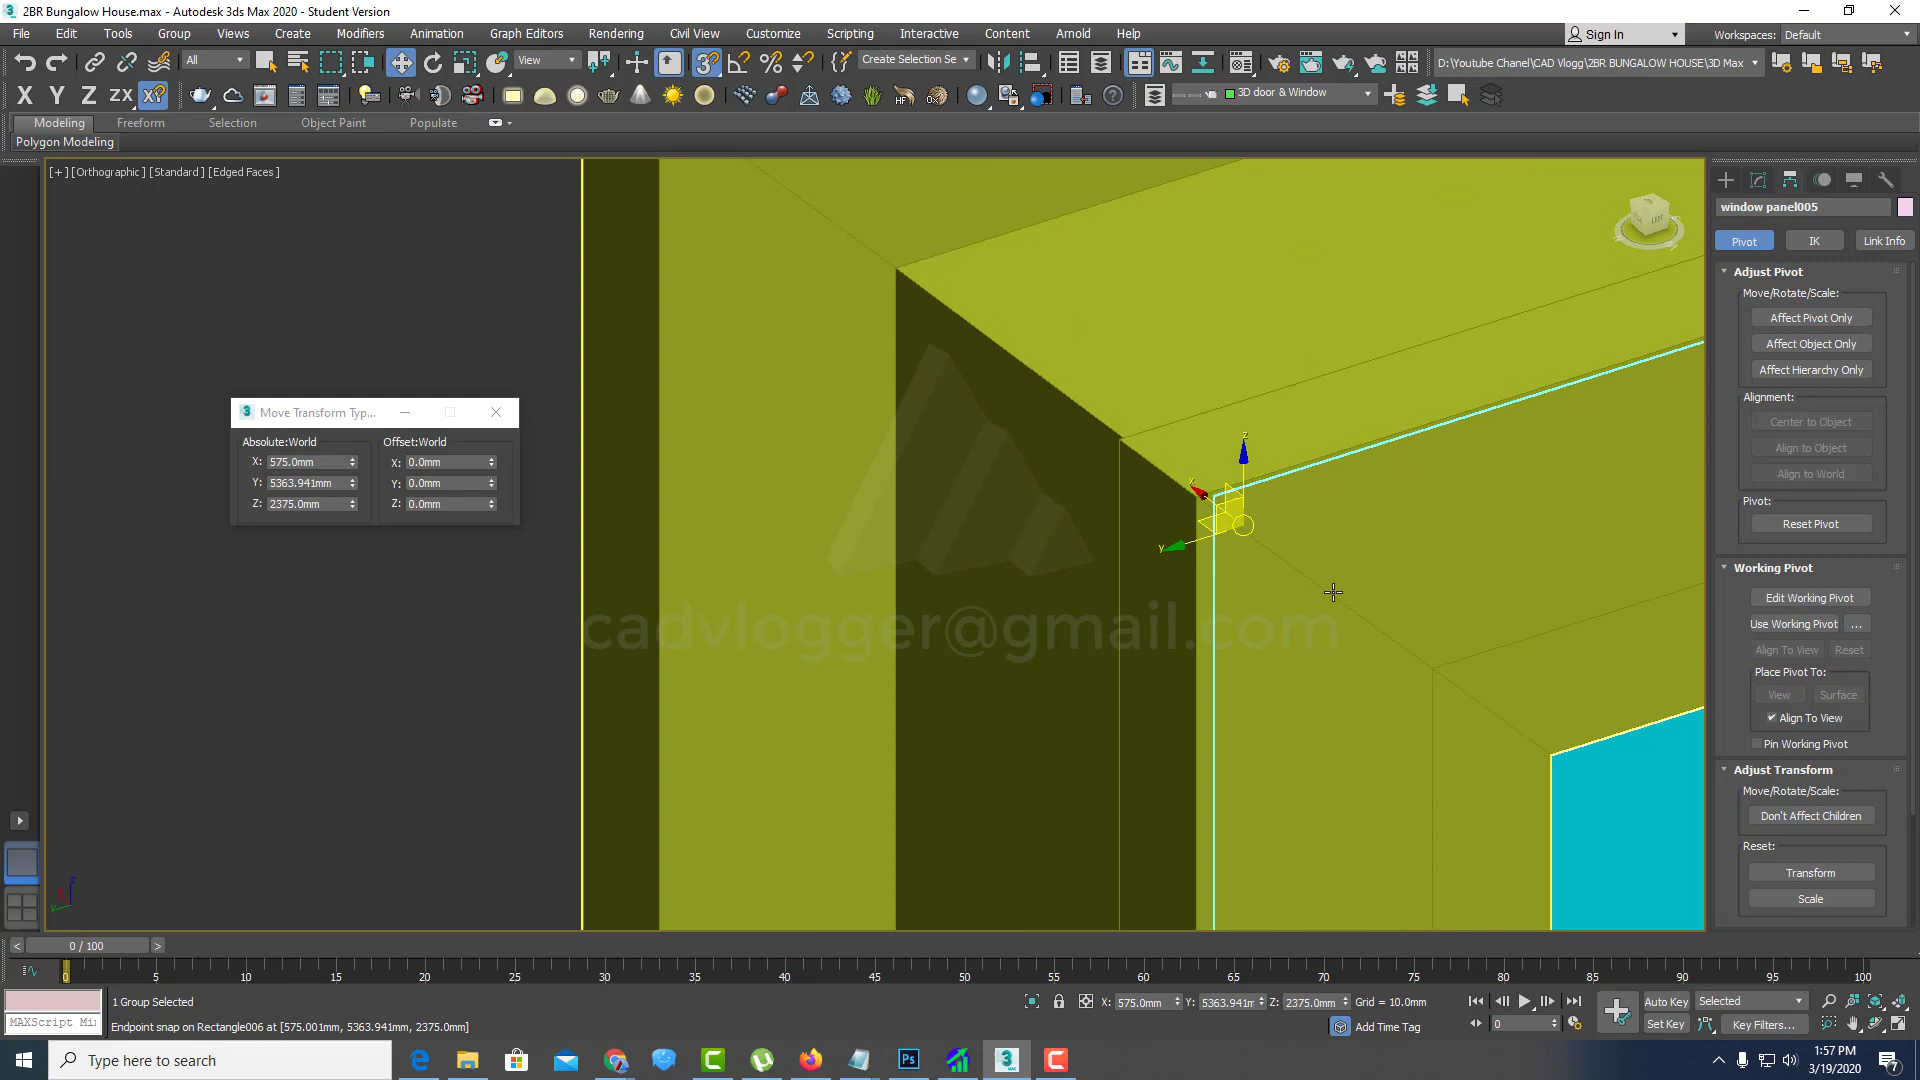 2BR Bungalow House.max - Autodesk 3ds Max 2020 - Student Version
File Edit Tools Group Views Create Modifiers Animation Graph Editors Rendering Civil View Customize Scripting Interactive Content Arnold Help
Sign In Workspaces: Default
All View Create Selection Se D:\Youtube Chanel\CAD Vlogg\2BR BUNGALOW HOUSE\3D Max
X Y Z ZX XY 3D door & Window
Modeling Freeform Selection Object Paint Populate
Polygon Modeling
[+] [Orthographic] [Standard] [Edged Faces]
window panel005
Pivot IK Link Info
Adjust Pivot
Move/Rotate/Scale:
Affect Pivot Only
Affect Object Only
Affect Hierarchy Only
Alignment:
Center to Object
Align to Object
Align to World
Pivot:
Reset Pivot
Working Pivot
Edit Working Pivot
Use Working Pivot ...
Align To View Reset
Place Pivot To:
View Surface
Align To View
Pin Working Pivot
Adjust Transform
Move/Rotate/Scale:
Don't Affect Children
Reset:
Transform
Scale
Move Transform Typ...
Absolute:World Offset:World
X: 575.0mm X: 0.0mm
Y: 5363.941mm Y: 0.0mm
Z: 2375.0mm Z: 0.0mm
z
x
y
cadvlogger@gmail.com
z
y
0 / 100
0 5 10 15 20 25 30 35 40 45 50 55 60 65 70 75 80 85 90 95 100
1 Group Selected
X: 575.0mm Y: 5363.941m Z: 2375.0mm Grid = 10.0mm
Auto Key Selected
MAXScript Mi
Endpoint snap on Rectangle006 at [575.001mm, 5363.941mm, 2375.0mm]
Add Time Tag
0
Set Key Key Filters...
Type here to search
1:57 PM
3/19/2020
7